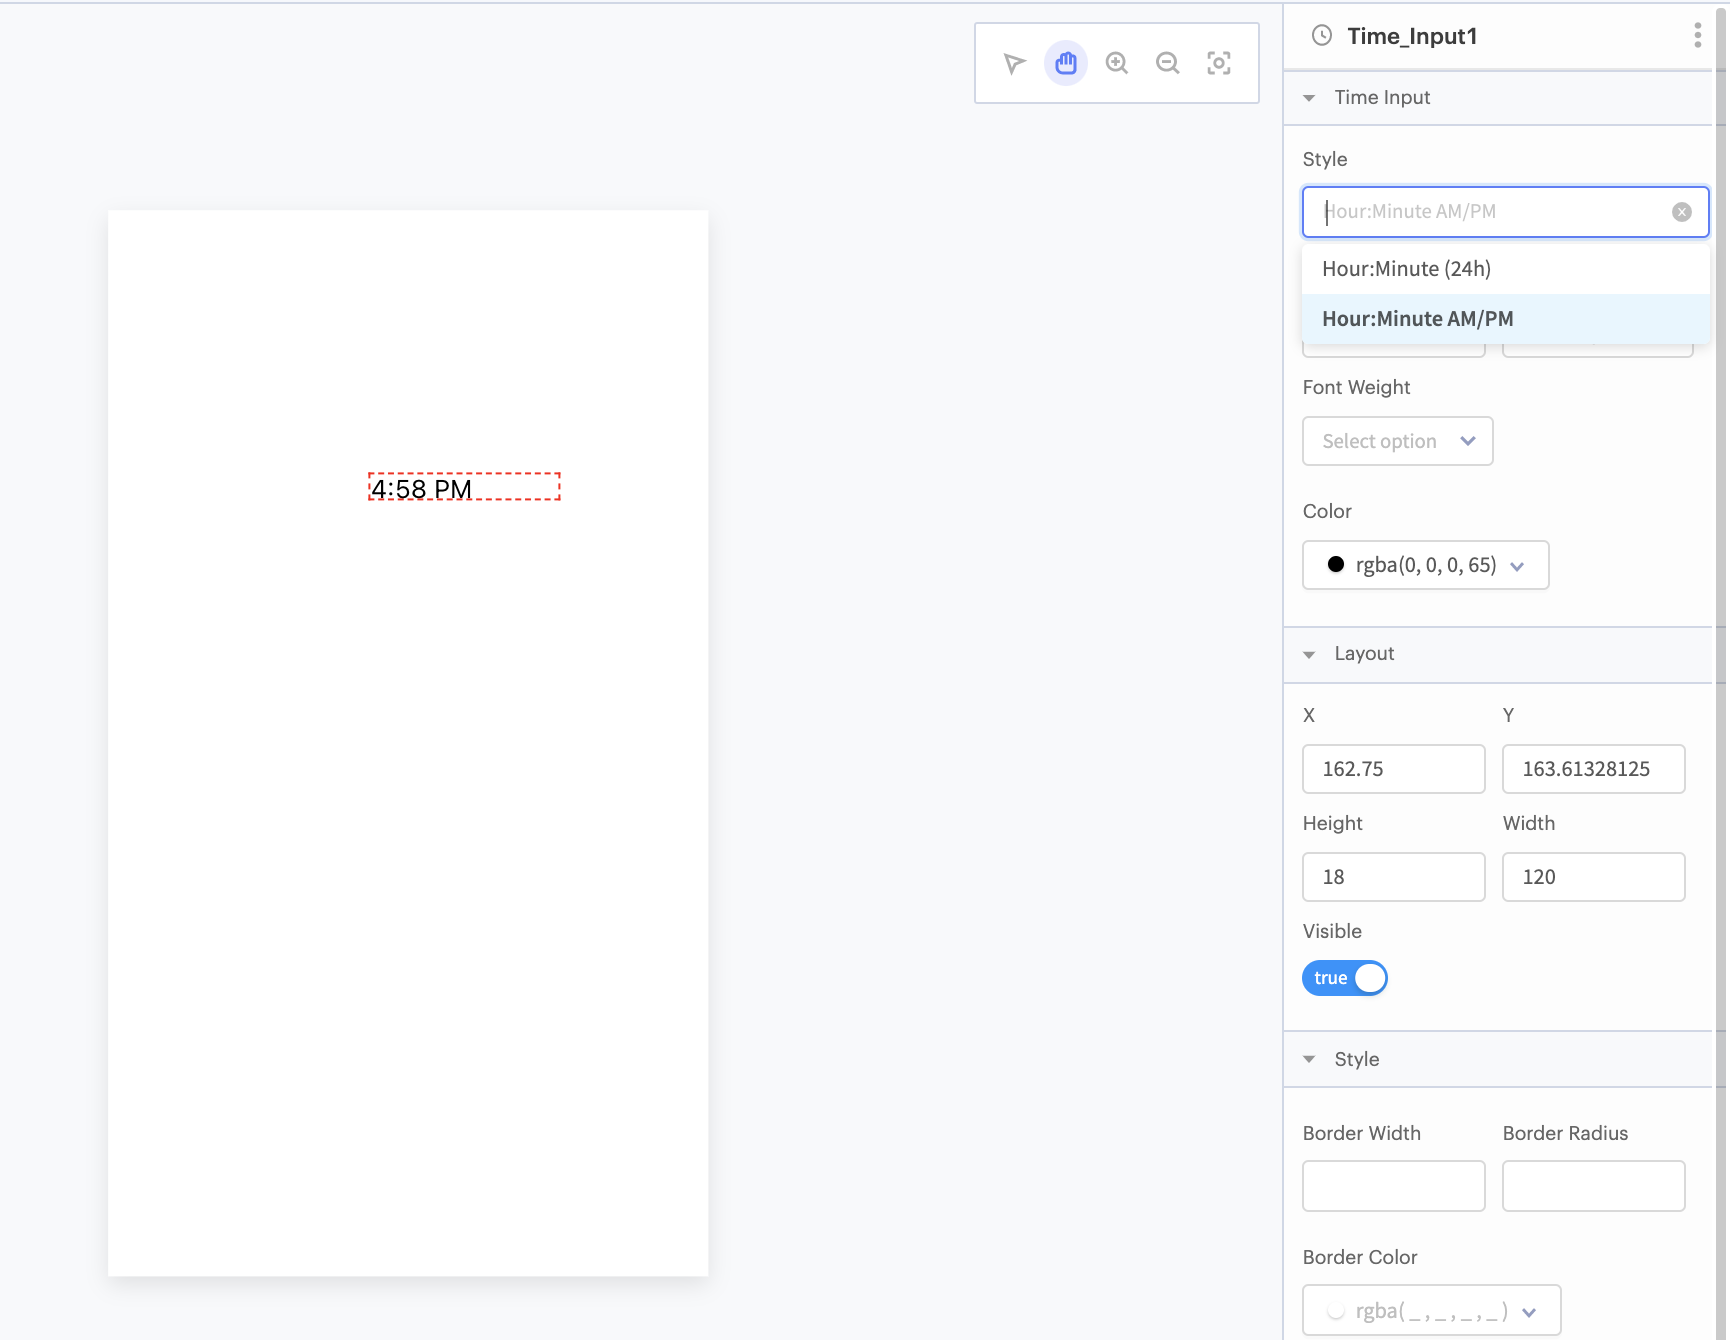 Time_Input1
Time Input
Style
Hour:Minute AM/PM
Hour:Minute (24h)
Hour:Minute AM/PM
Font Weight
Select option
4:58 PM
Color
rgba(0, 0, 0, 65)
Layout
X Y
162.75 163.61328125
Height Width
18 120
Visible
true
Style
Border Width Border Radius
Border Color
rgba( _ , _ , _ , _ )